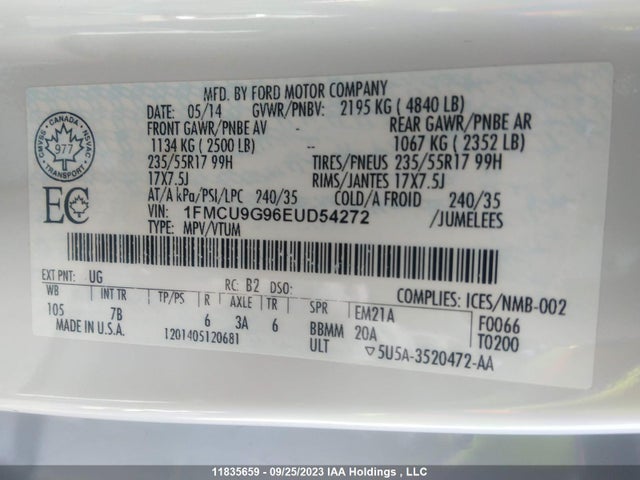 MFD. BY FORD MOTOR COMPANY
DATE: 05/14 GVWR/PNBV: 2195 KG ( 4840 LB)
FRONT GAWR/PNBE AV - REAR GAWR/PNBE AR
1134 KG ( 2500 LB) - 1067 KG ( 2352 LB)
235/55R17 99H TIRES/PNEUS 235/55R17 99H
17X7.5J RIMS/JANTES 17X7.5J
AT/A kPa/PSI/LPC 240/35 COLD/A FROID 240/35
VIN: 1FMCU9G96EUD54272 /JUMELEES
TYPE: MPV/VTUM
CMVSS · CANADA · NSVAC
977
TRANSPORT
EC
EXT PNT: UG RC: B2 DSO: COMPLIES: ICES/NMB-002
WB INT TR TP/PS R AXLE TR SPR EM21A F0066
105 7B 6 3A 6 BBMM 20A T0200
MADE IN U.S.A. 1201405120681 ULT ▽5U5A-3520472-AA
11835659 - 09/25/2023 IAA Holdings , LLC